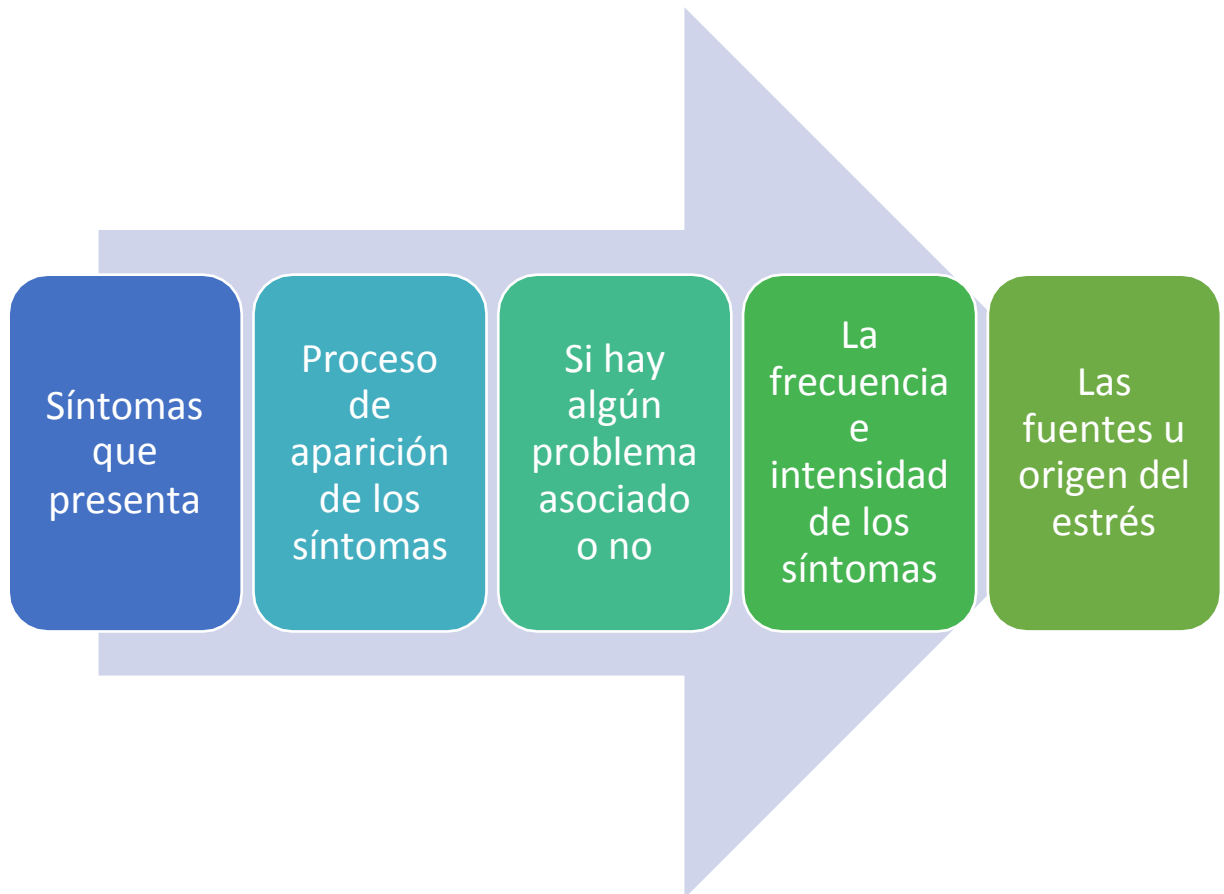 Síntomas
que
presenta
Proceso
de
aparición
de los
síntomas
Si hay
algún
problema
asociado
o no
La
frecuencia
e
intensidad
de los
síntomas
Las
fuentes u
origen del
estrés